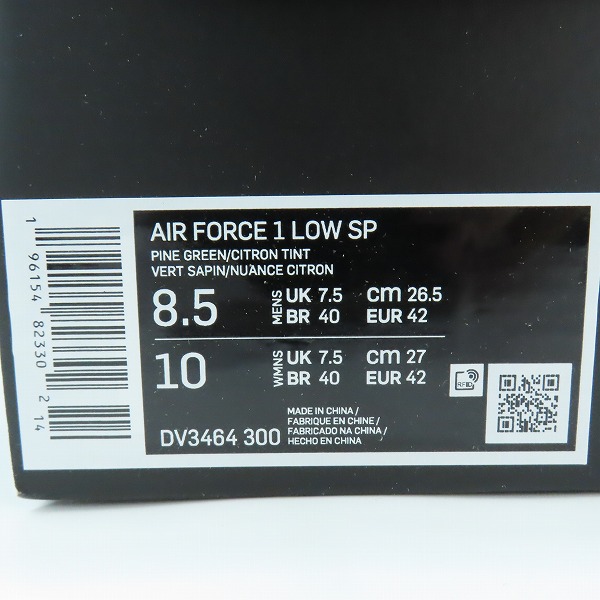 AIR FORCE 1 LOW SP
PINE GREEN/CITRON TINT
VERT SAPIN/NUANCE CITRON
8.5 MENS UK 7.5 cm 26.5
BR 40 EUR 42
10 WMNS UK 7.5 cm 27
BR 40 EUR 42
RFID
DV3464 300
MADE IN CHINA/
FABRIQUE EN CHINE/
FABRICADO NA CHINA/
HECHO EN CHINA
1 96154 82330 2 14